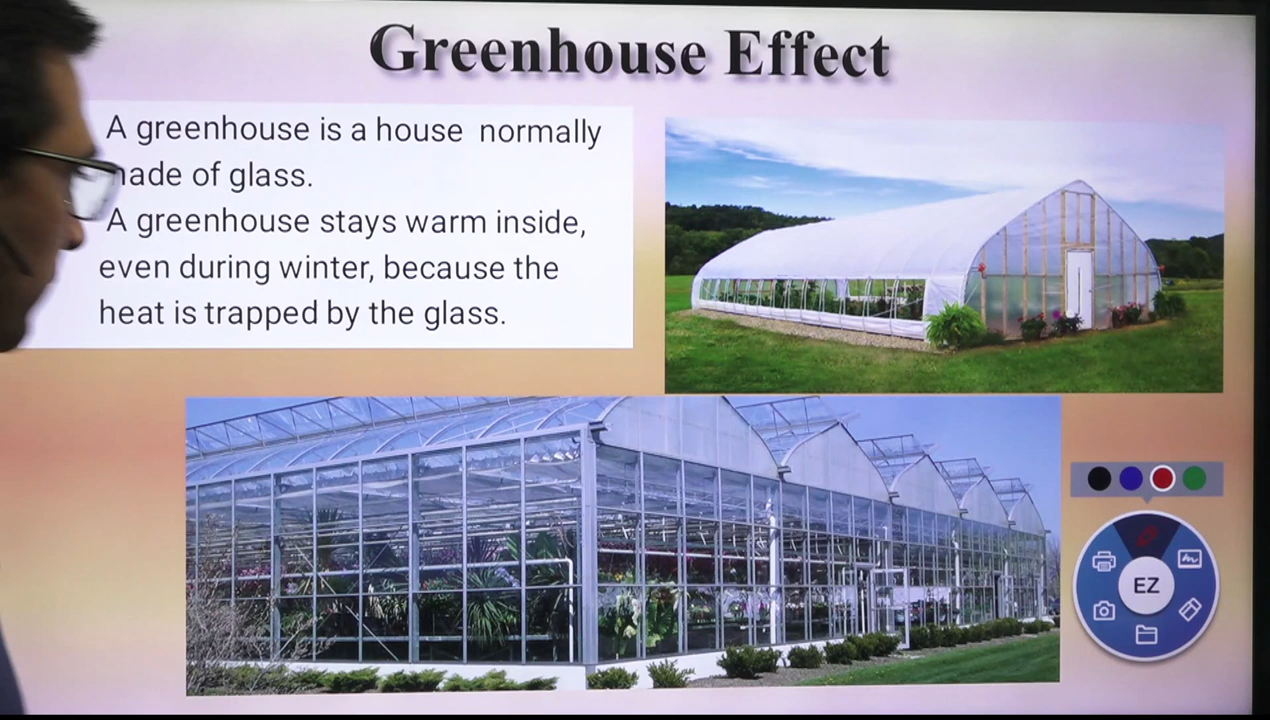 Greenhouse Effect
A greenhouse is a house normally
made of glass.
A greenhouse stays warm inside,
even during winter, because the
heat is trapped by the glass.
EZ